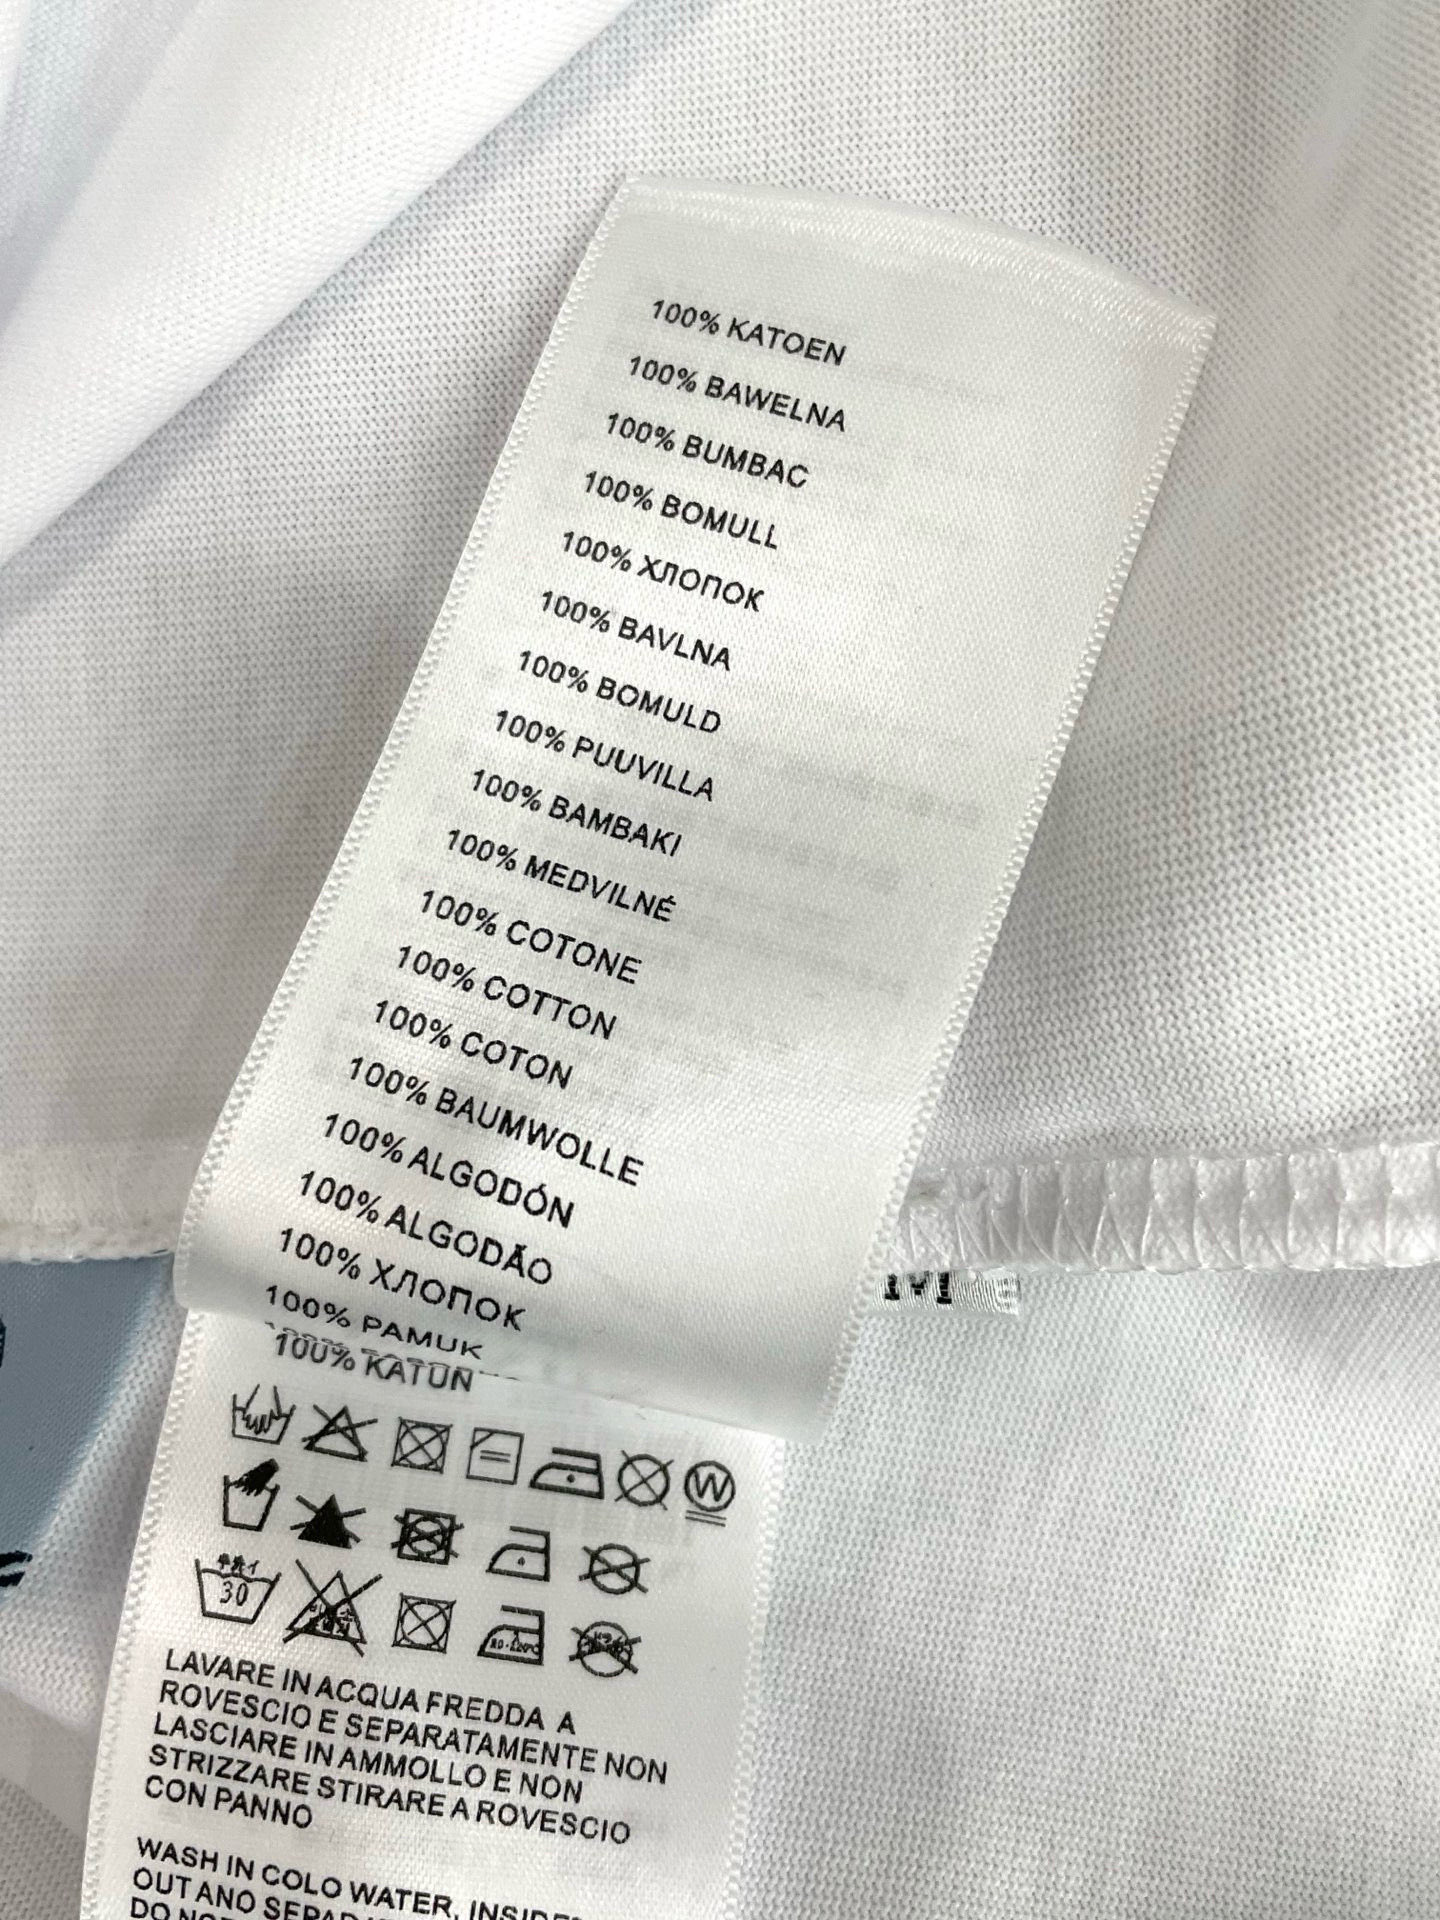 100% KATOEN
100% BAWELNA
100% BUMBAC
100% BOMULL
100% ХЛОПОК
100% BAVLNA
100% BOMULD
100% PUUVILLA
100% BAMBAKI
100% MEDVILNÉ
100% COTONE
100% COTTON
100% COTON
100% BAUMWOLLE
100% ALGODÓN
100% ALGODÃO
100% ХЛОПОК
100% PAMUK
100% KATUN
W
30
LAVARE IN ACQUA FREDDA A
ROVESCIO E SEPARATAMENTE NON
LASCIARE IN AMMOLLO E NON
STRIZZARE STIRARE A ROVESCIO
CON PANNO
WASH IN COLO WATER, INSIDE
OUT ANO
DO